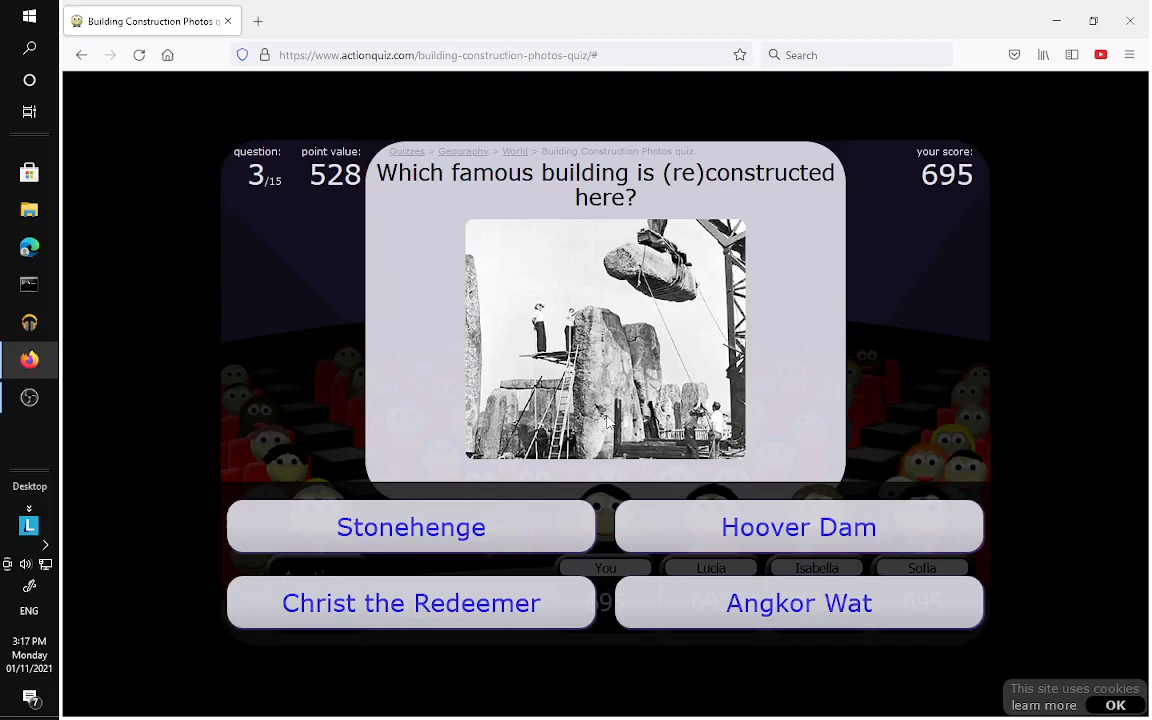 Building Construction Photos q
https://www.actionquiz.com/building-construction-photos-quiz/#
Search
question:
point value:
Quizzes > Geography > World > Building Construction Photos quiz
your score:
3/15
528
Which famous building is (re)constructed
here?
695
Stonehenge
Hoover Dam
You
Lucia
Isabella
Sofia
Christ the Redeemer
Angkor Wat
695
Desktop
L
ENG
3:17 PM
Monday
01/11/2021
7
This site uses cookies
learn more
OK